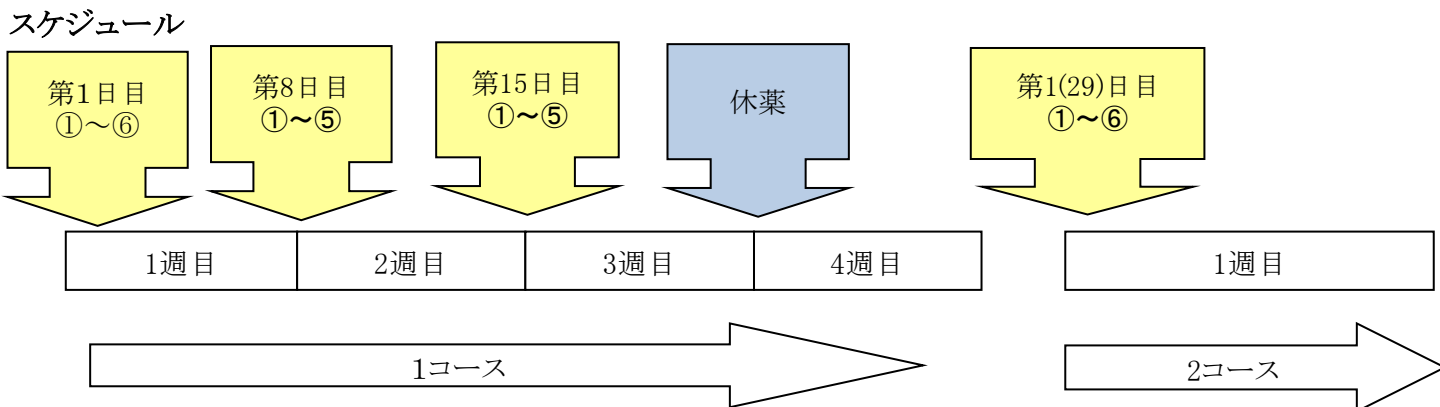 スケジュール
第1日目
①～⑥
第8日目
①～⑤
第15日目
①～⑤
休薬
第1(29)日目
①～⑥
1週目
2週目
3週目
4週目
1週目
1コース
2コース